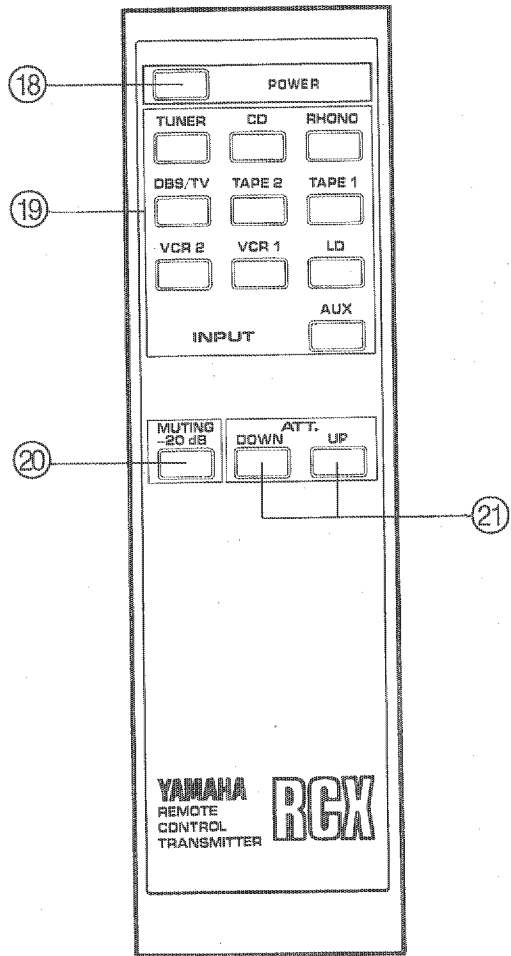 18 POWER
TUNER CD RHONO
19 DBS/TV TAPE 2 TAPE 1
VCR 2 VCR 1 LD
AUX
INPUT
MUTING ATT.
-20 dB DOWN UP
20
21
YAMAHA
REMOTE
CONTROL
TRANSMITTER
RCX